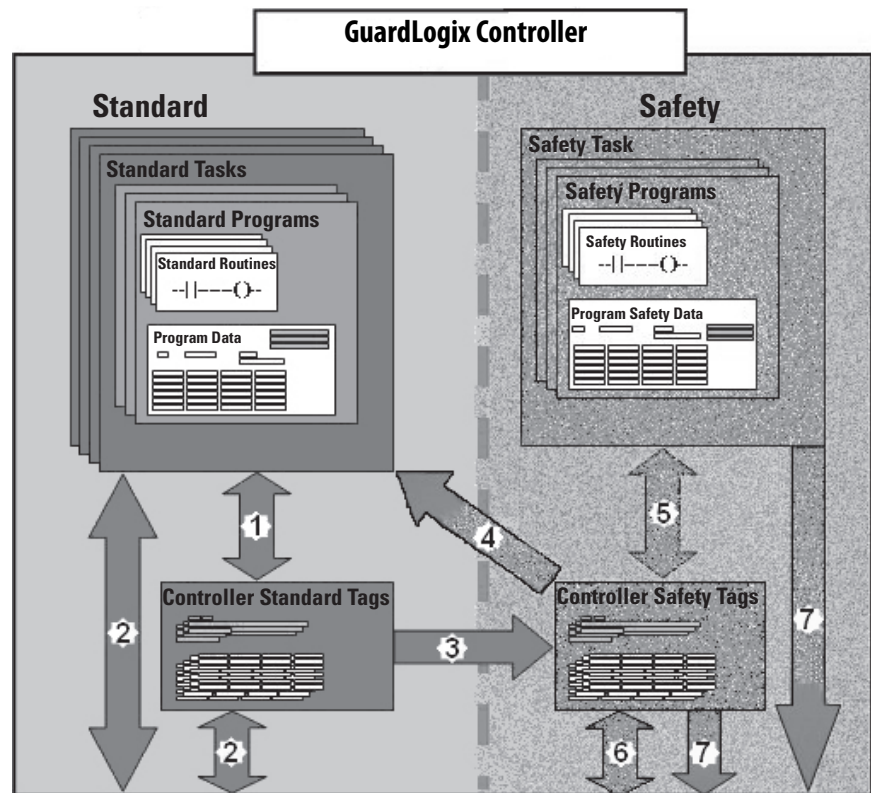 GuardLogix Controller
Standard
Safety
Standard Tasks
Standard Programs
Standard Routines
Program Data
Safety Task
Safety Programs
Safety Routines
Program Safety Data
1
2
3
4
5
7
Controller Standard Tags
Controller Safety Tags
2
6
7